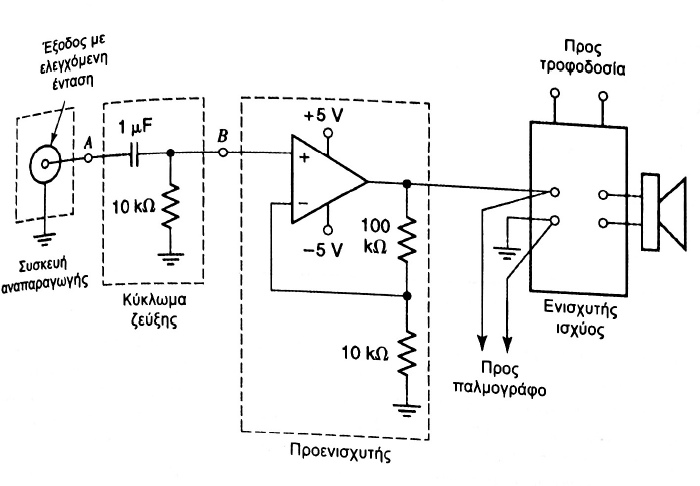 Έξοδος με
ελεγχόμενη
ένταση
A
1 μF
B
10 kΩ
Συσκευή
αναπαραγωγής
Κύκλωμα
ζεύξης
+5 V
+
−
−5 V
100
kΩ
10 kΩ
Προενισχυτής
Προς
τροφοδοσία
Ενισχυτής
ισχύος
Προς
παλμογράφο